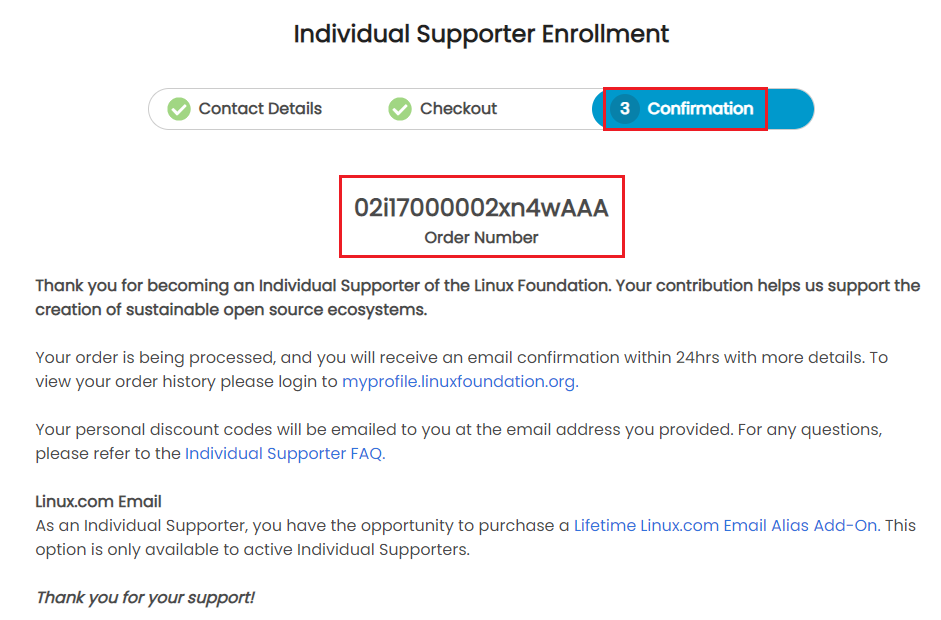 Individual Supporter Enrollment
Contact Details
Checkout
3 Confirmation
02i17000002xn4wAAA
Order Number
Thank you for becoming an Individual Supporter of the Linux Foundation. Your contribution helps us support the
creation of sustainable open source ecosystems.
Your order is being processed, and you will receive an email confirmation within 24hrs with more details. To
view your order history please login to myprofile.linuxfoundation.org.
Your personal discount codes will be emailed to you at the email address you provided. For any questions,
please refer to the Individual Supporter FAQ.
Linux.com Email
As an Individual Supporter, you have the opportunity to purchase a Lifetime Linux.com Email Alias Add-On. This
option is only available to active Individual Supporters.
Thank you for your support!